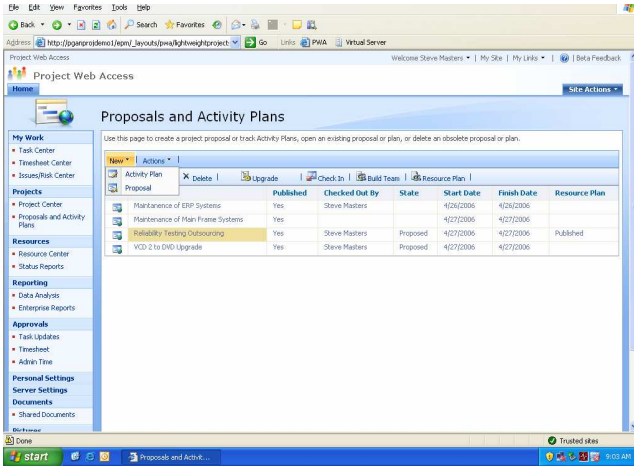 File Edit View Favorites Tools Help
Back Search Favorites
Address http://pganprojdemo1/epm/_layouts/pwa/lightweightproject Go Links PWA Virtual Server
Project Web Access Welcome Steve Masters | My Site | My Links | Beta Feedback
Project Web Access
Home Site Actions
Proposals and Activity Plans
Use this page to create a project proposal or track Activity Plans, open an existing proposal or plan, or delete an obsolete proposal or plan.
New Actions
Activity Plan
Proposal
Delete | Upgrade | Check In | Build Team | Resource Plan |
Published Checked Out By State Start Date Finish Date Resource Plan
Maintanence of ERP Systems Yes Steve Masters 4/26/2006 4/26/2006
Maintenance of Main Frame Systems Yes 4/27/2006 4/27/2006
Reliability Testing Outsourcing Yes Steve Masters Proposed 4/27/2006 4/27/2006 Published
VCD 2 to DVD Upgrade Yes Steve Masters Proposed 4/27/2006 4/27/2006
My Work
Task Center
Timesheet Center
Issues/Risk Center
Projects
Project Center
Proposals and Activity
Plans
Resources
Resource Center
Status Reports
Reporting
Data Analysis
Enterprise Reports
Approvals
Task Updates
Timesheet
Admin Time
Personal Settings
Server Settings
Documents
Shared Documents
Pictures
Done Trusted sites
start Proposals and Activit... 9:03 AM